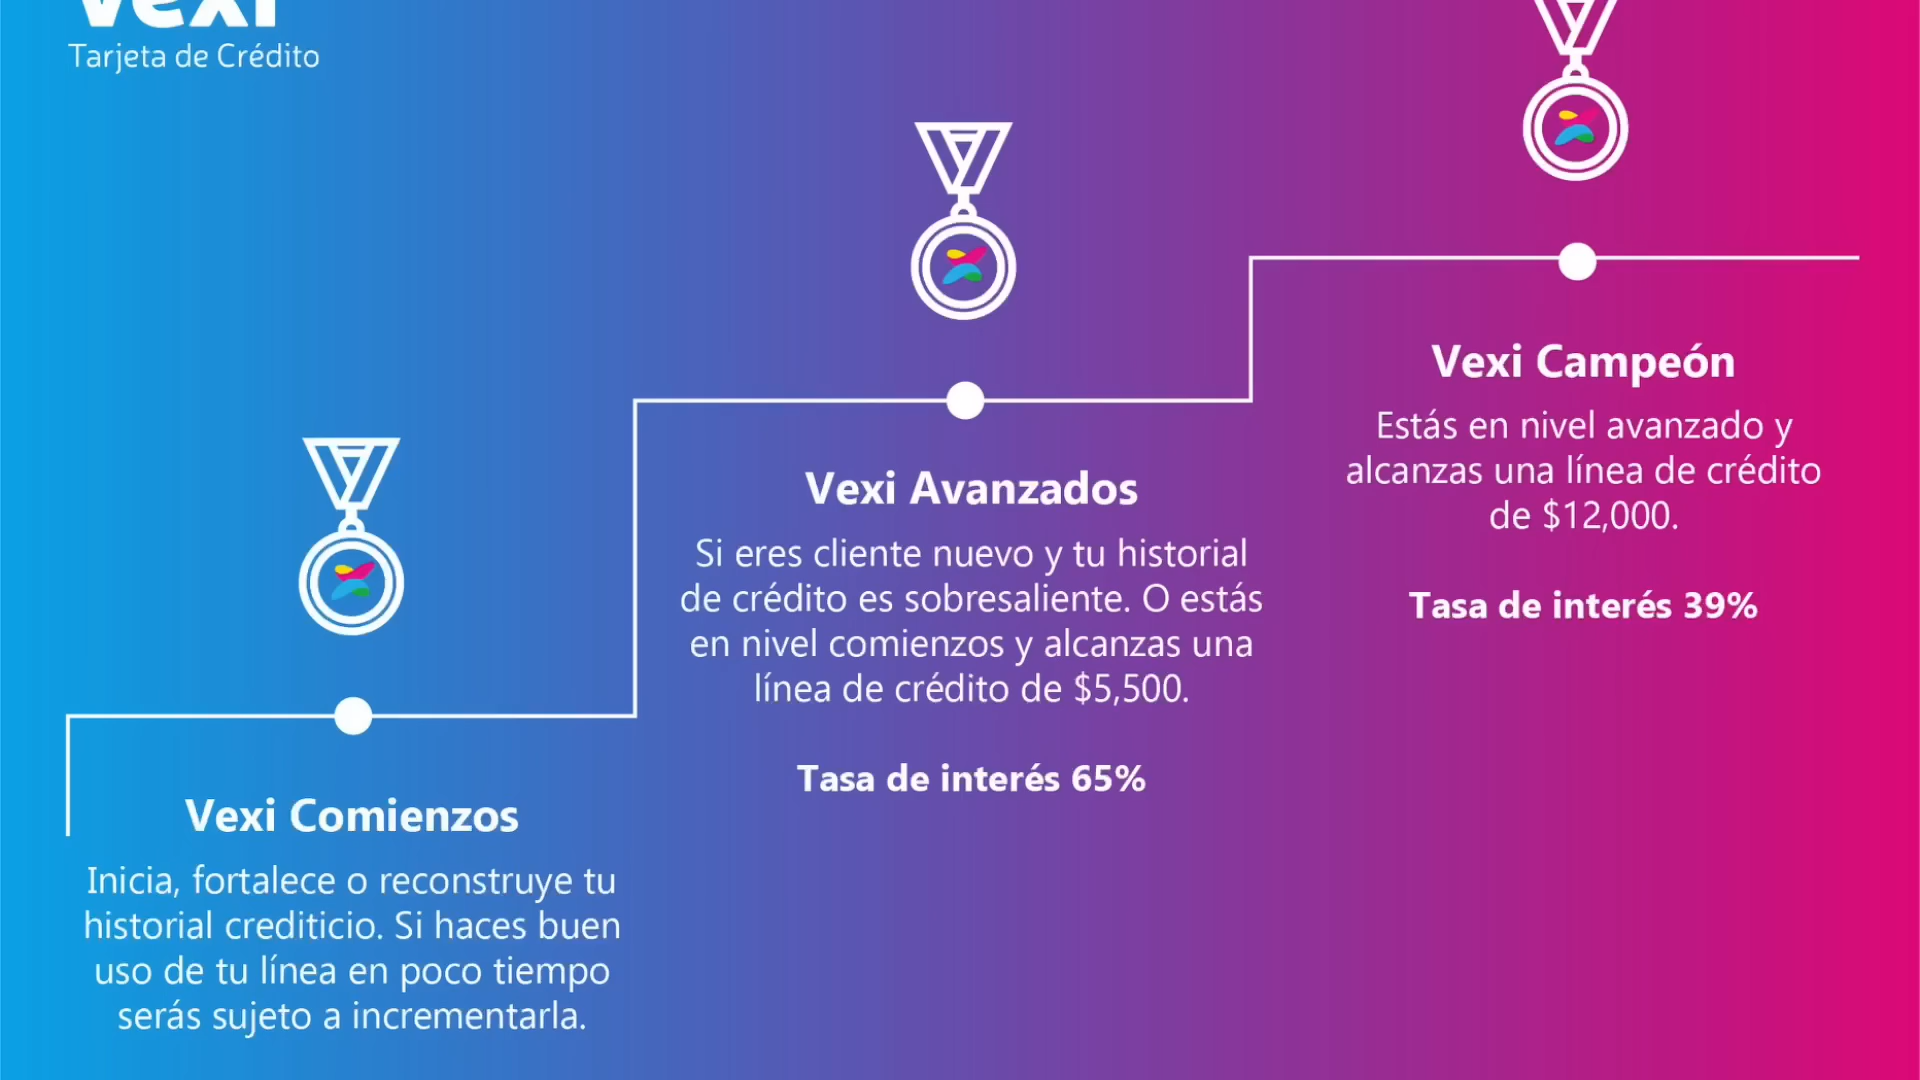 Vexi
Tarjeta de Crédito
Vexi Campeón
Estás en nivel avanzado y
alcanzas una línea de crédito
de $12,000.
Tasa de interés 39%
Vexi Avanzados
Si eres cliente nuevo y tu historial
de crédito es sobresaliente. O estás
en nivel comienzos y alcanzas una
línea de crédito de $5,500.
Tasa de interés 65%
Vexi Comienzos
Inicia, fortalece o reconstruye tu
historial crediticio. Si haces buen
uso de tu línea en poco tiempo
serás sujeto a incrementarla.